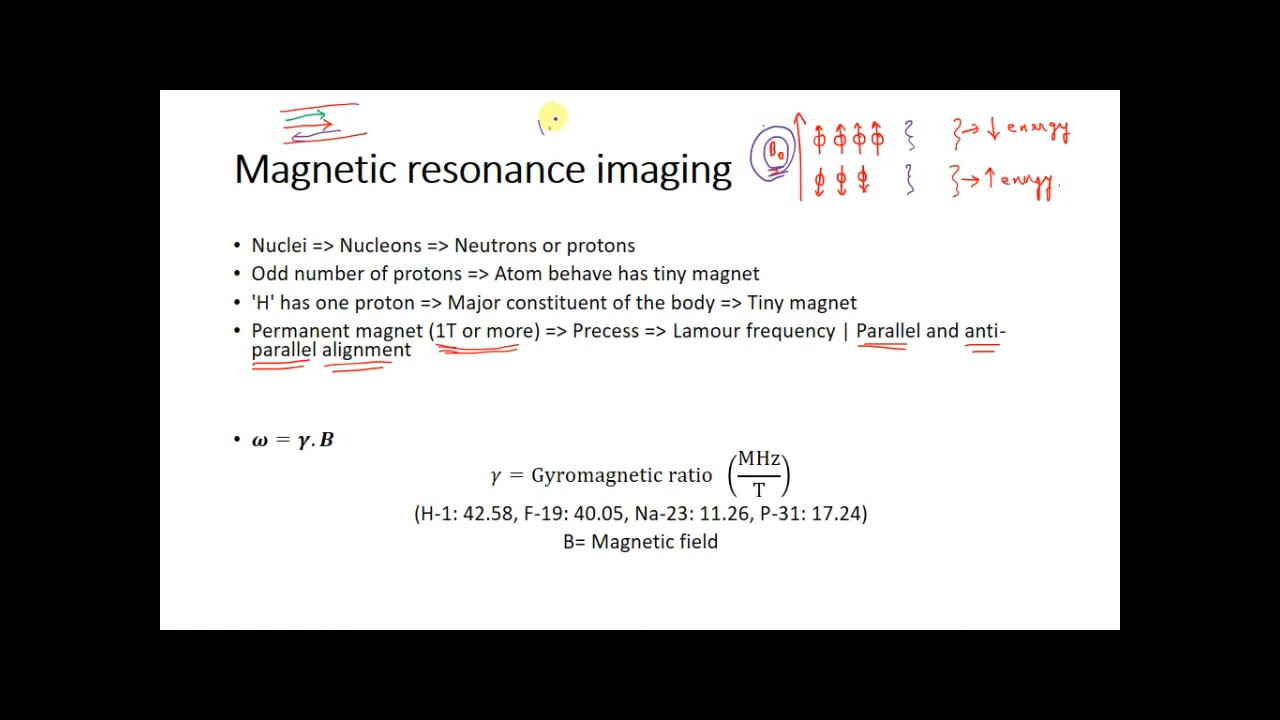 Magnetic resonance imaging
B₀
} → ↓ energy
} → ↑ energy.
• Nuclei => Nucleons => Neutrons or protons
• Odd number of protons => Atom behave has tiny magnet
• 'H' has one proton => Major constituent of the body => Tiny magnet
• Permanent magnet (1T or more) => Precess => Lamour frequency | Parallel and anti-
parallel alignment
• ω = γ. B
γ = Gyromagnetic ratio (MHz/T)
(H-1: 42.58, F-19: 40.05, Na-23: 11.26, P-31: 17.24)
B= Magnetic field